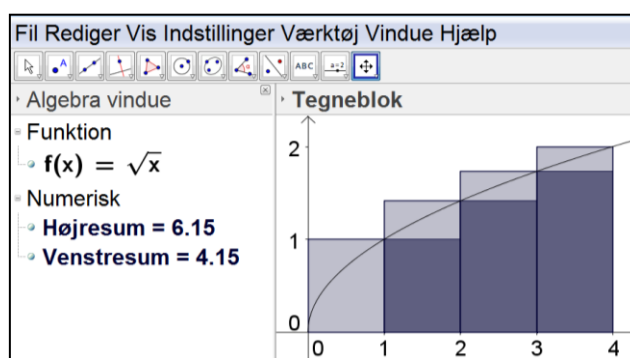 Fil Rediger Vis Indstillinger Værktøj Vindue Hjælp
A ABC a=2
Algebra vindue
Funktion
f(x) = √x
Numerisk
Højresum = 6.15
Venstresum = 4.15
Tegneblok
2
1
0
0 1 2 3 4